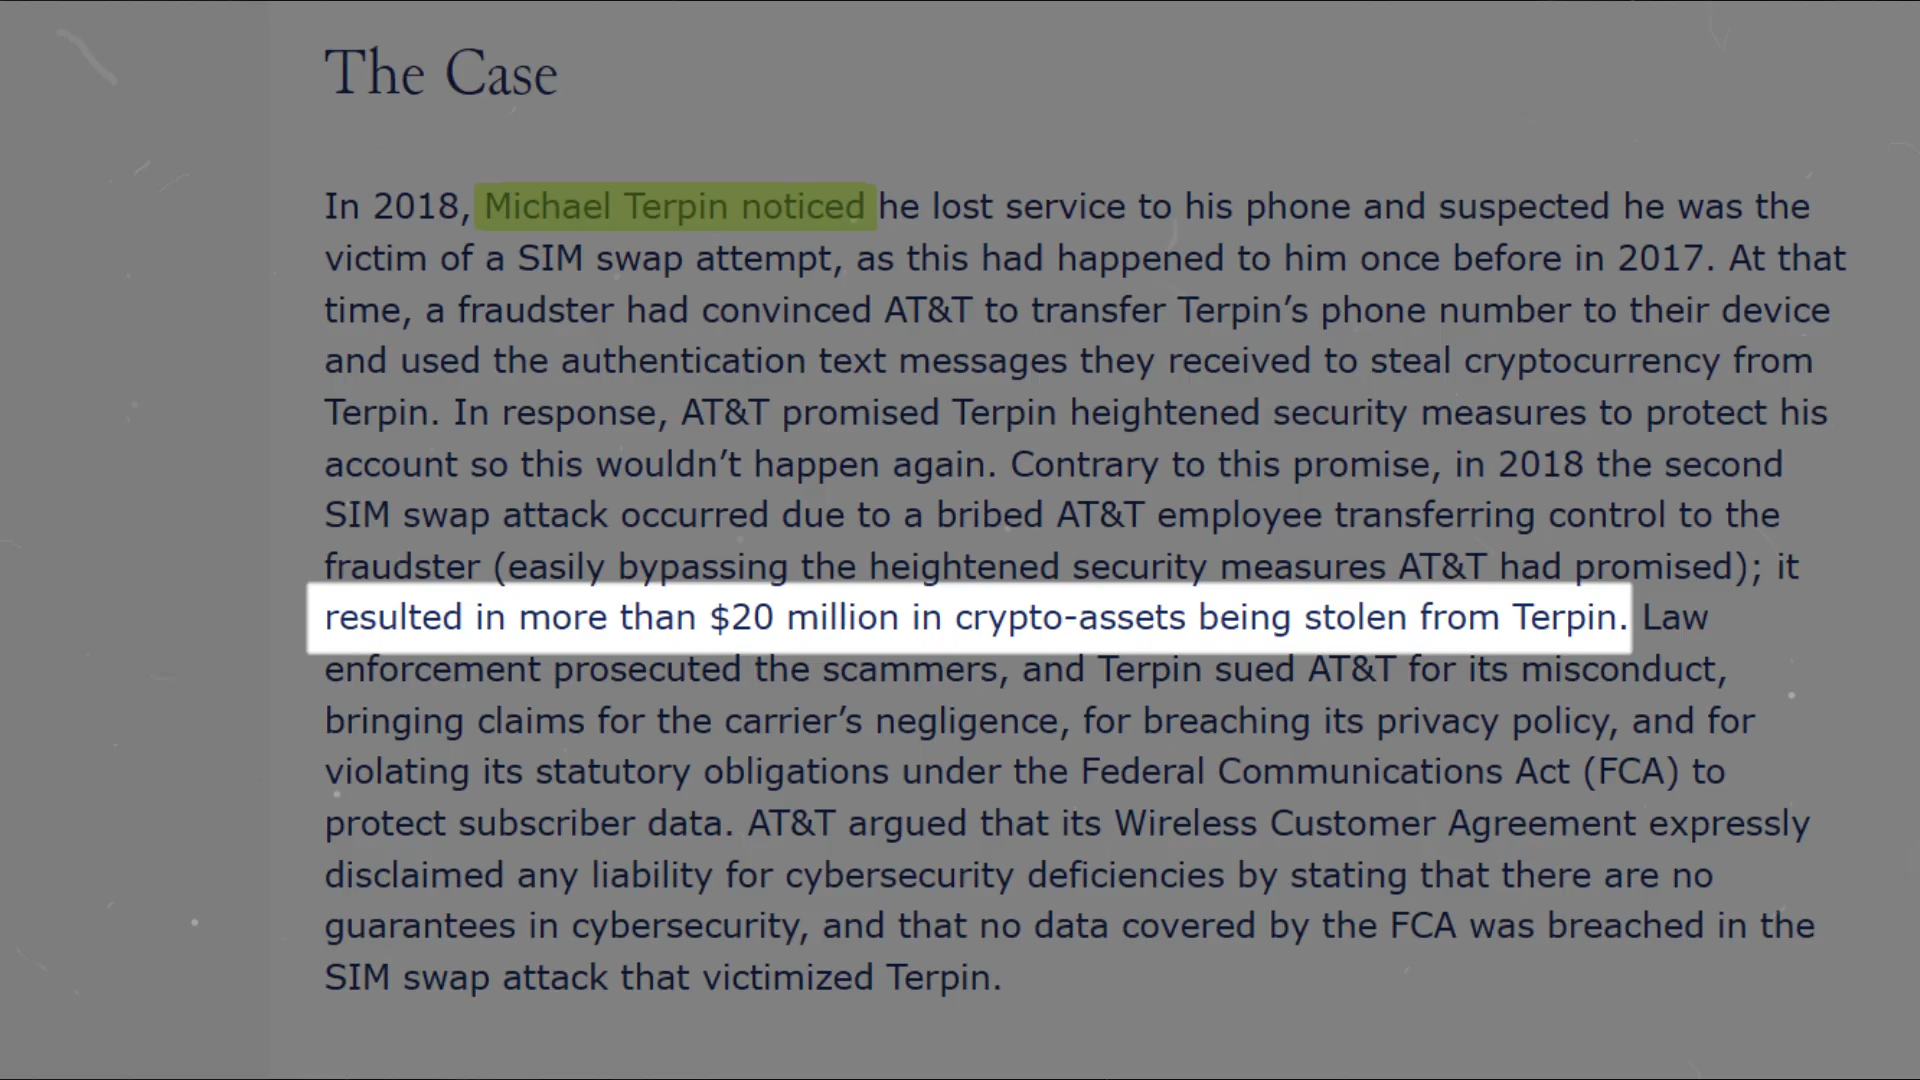 The Case
In 2018, Michael Terpin noticed he lost service to his phone and suspected he was the
victim of a SIM swap attempt, as this had happened to him once before in 2017. At that
time, a fraudster had convinced AT&T to transfer Terpin’s phone number to their device
and used the authentication text messages they received to steal cryptocurrency from
Terpin. In response, AT&T promised Terpin heightened security measures to protect his
account so this wouldn’t happen again. Contrary to this promise, in 2018 the second
SIM swap attack occurred due to a bribed AT&T employee transferring control to the
fraudster (easily bypassing the heightened security measures AT&T had promised); it
resulted in more than $20 million in crypto-assets being stolen from Terpin. Law
enforcement prosecuted the scammers, and Terpin sued AT&T for its misconduct,
bringing claims for the carrier’s negligence, for breaching its privacy policy, and for
violating its statutory obligations under the Federal Communications Act (FCA) to
protect subscriber data. AT&T argued that its Wireless Customer Agreement expressly
disclaimed any liability for cybersecurity deficiencies by stating that there are no
guarantees in cybersecurity, and that no data covered by the FCA was breached in the
SIM swap attack that victimized Terpin.